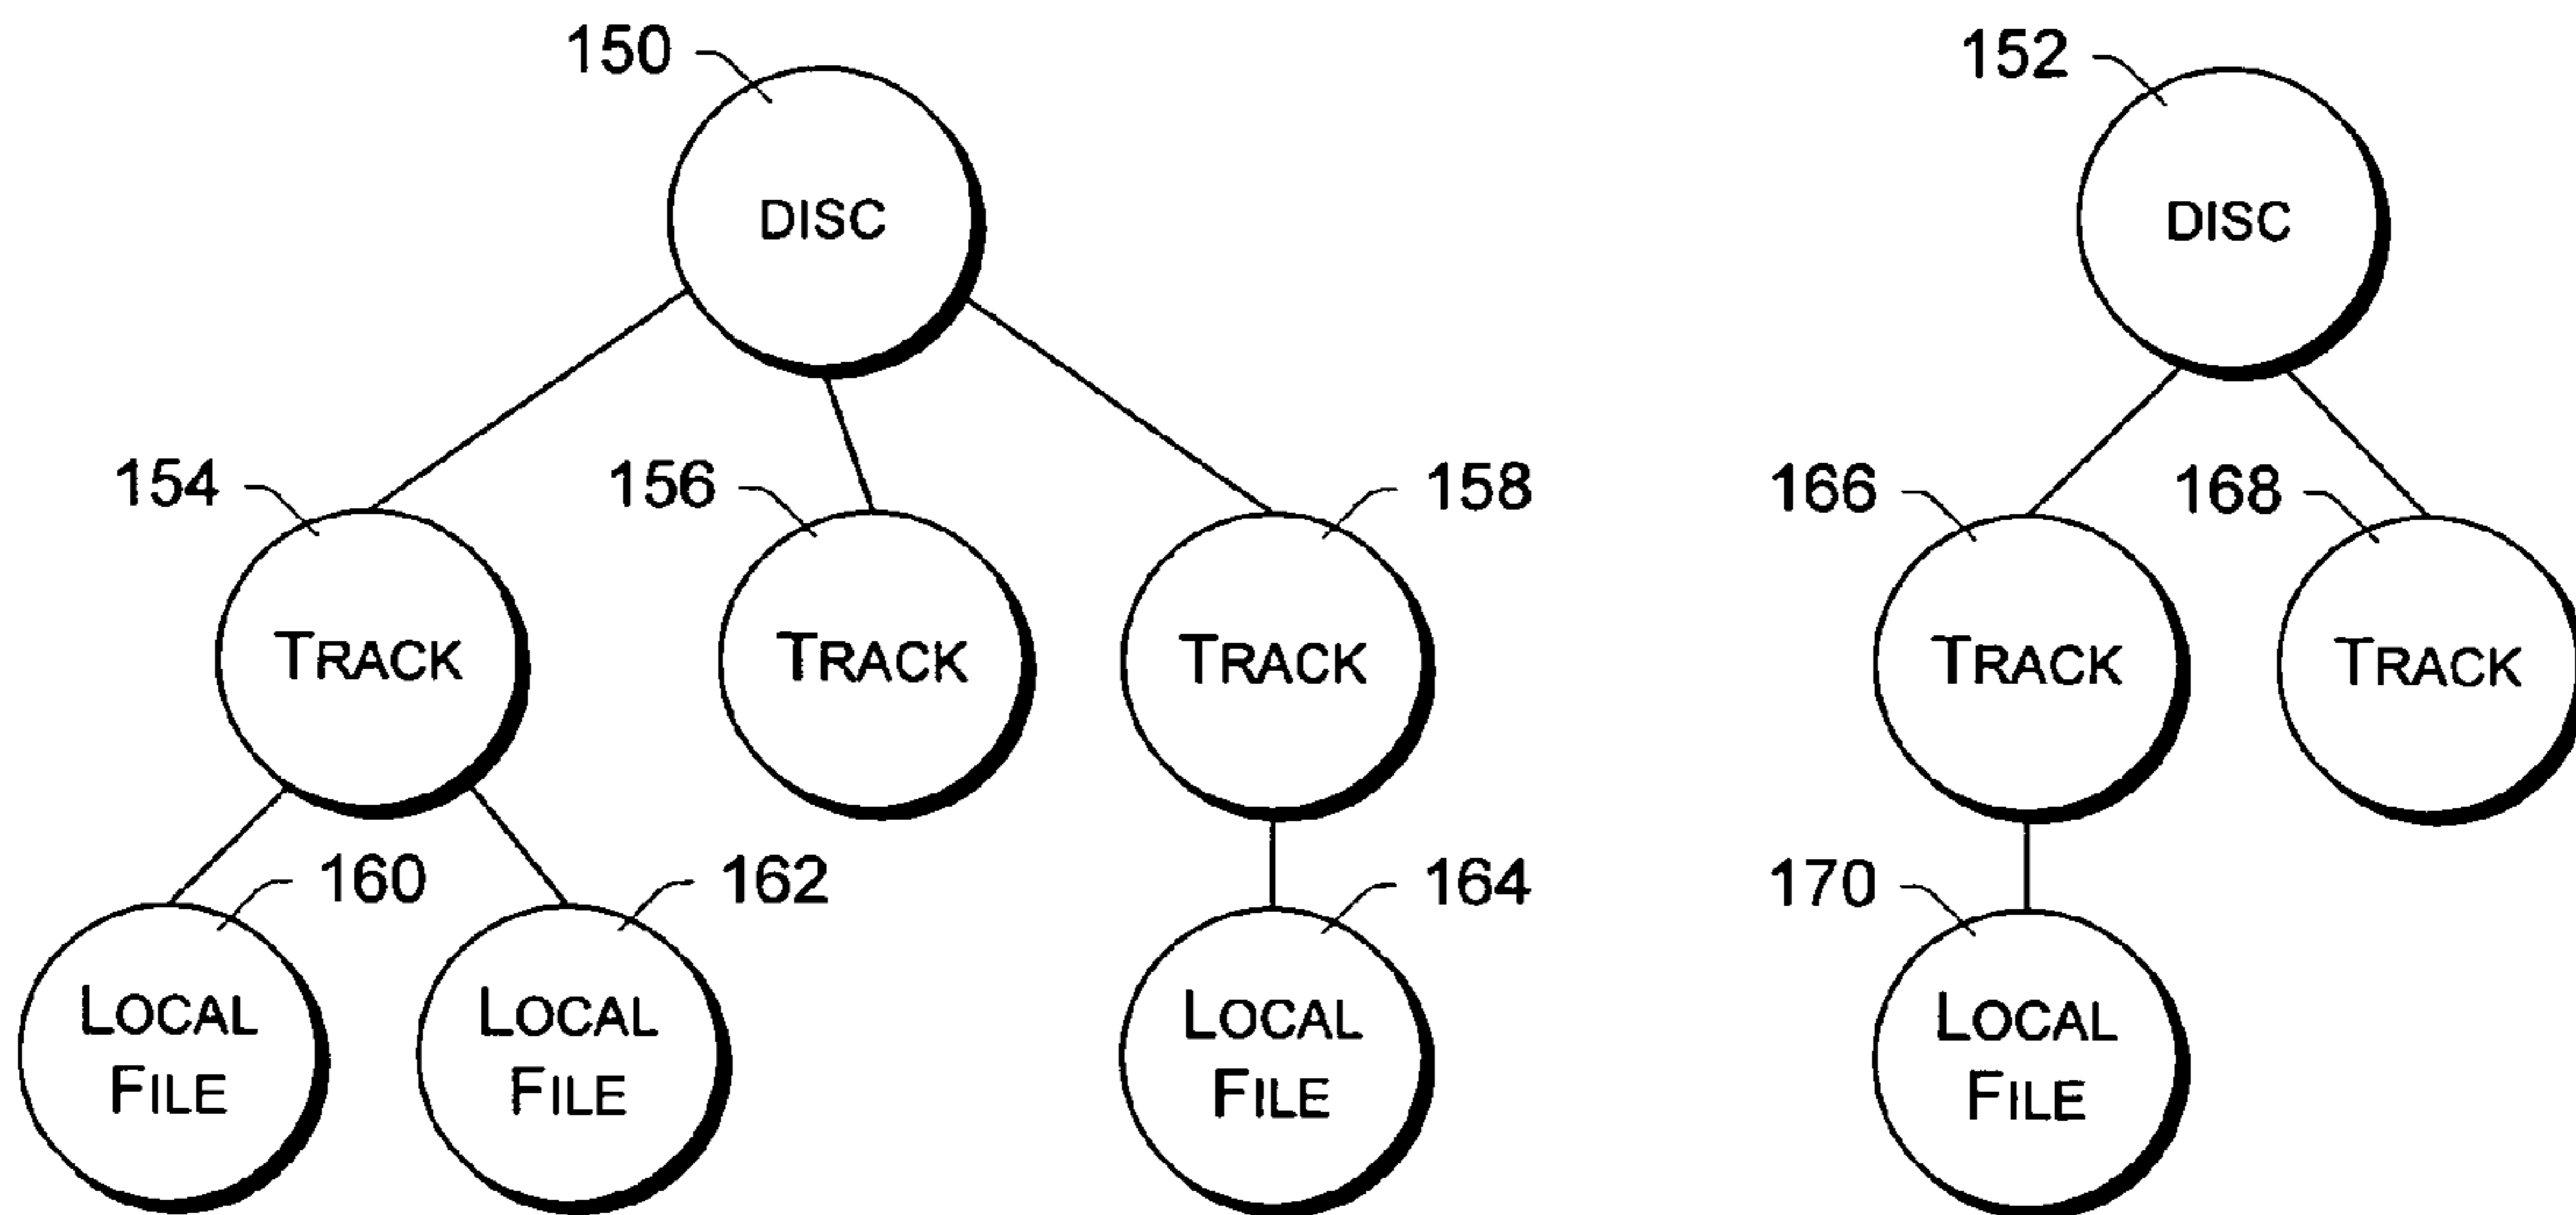 150
152
DISC
DISC
154
156
158
166
168
TRACK
TRACK
TRACK
TRACK
TRACK
160
162
164
170
LOCAL
FILE
LOCAL
FILE
LOCAL
FILE
LOCAL
FILE